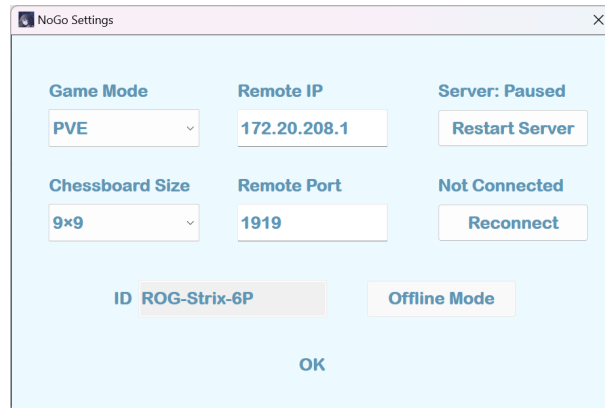 NoGo Settings
Game Mode
Remote IP
Server: Paused
PVE
172.20.208.1
Restart Server
Chessboard Size
Remote Port
Not Connected
9×9
1919
Reconnect
ID ROG-Strix-6P
Offline Mode
OK